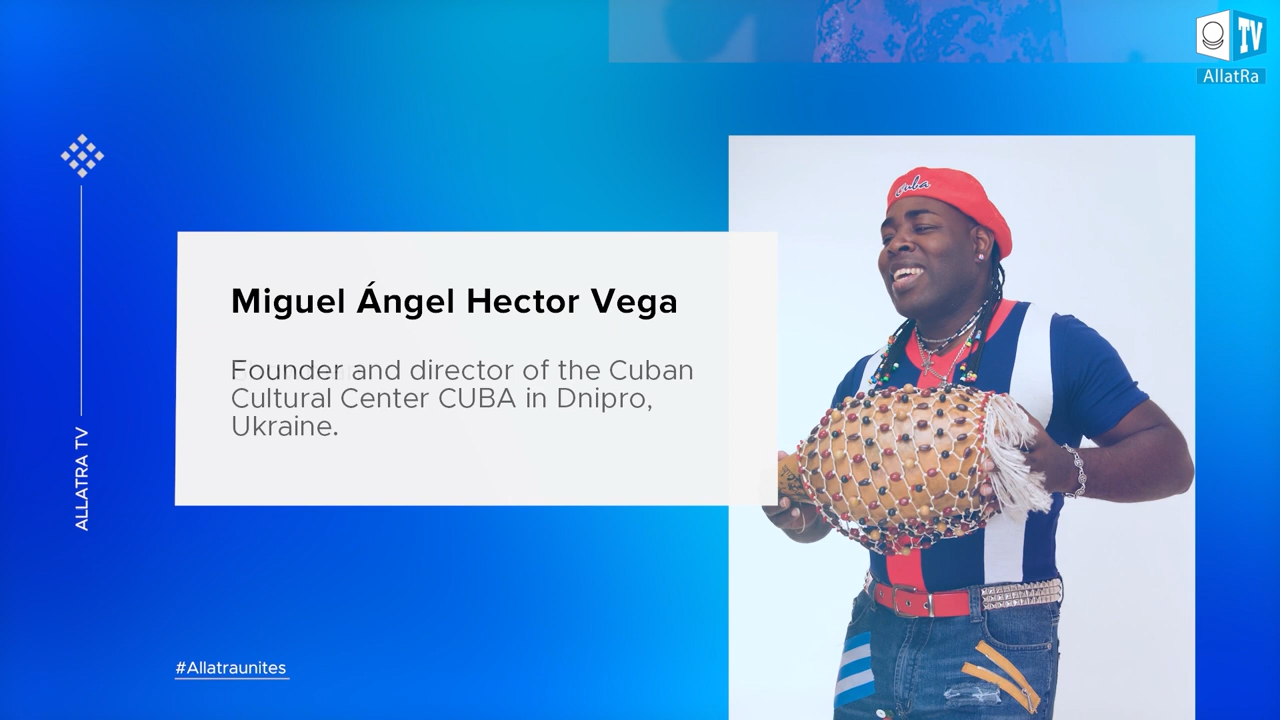 TV
AllatRa
cuba
Miguel Ángel Hector Vega
Founder and director of the Cuban
Cultural Center CUBA in Dnipro,
Ukraine.
ALLATRA TV
#Allatraunites